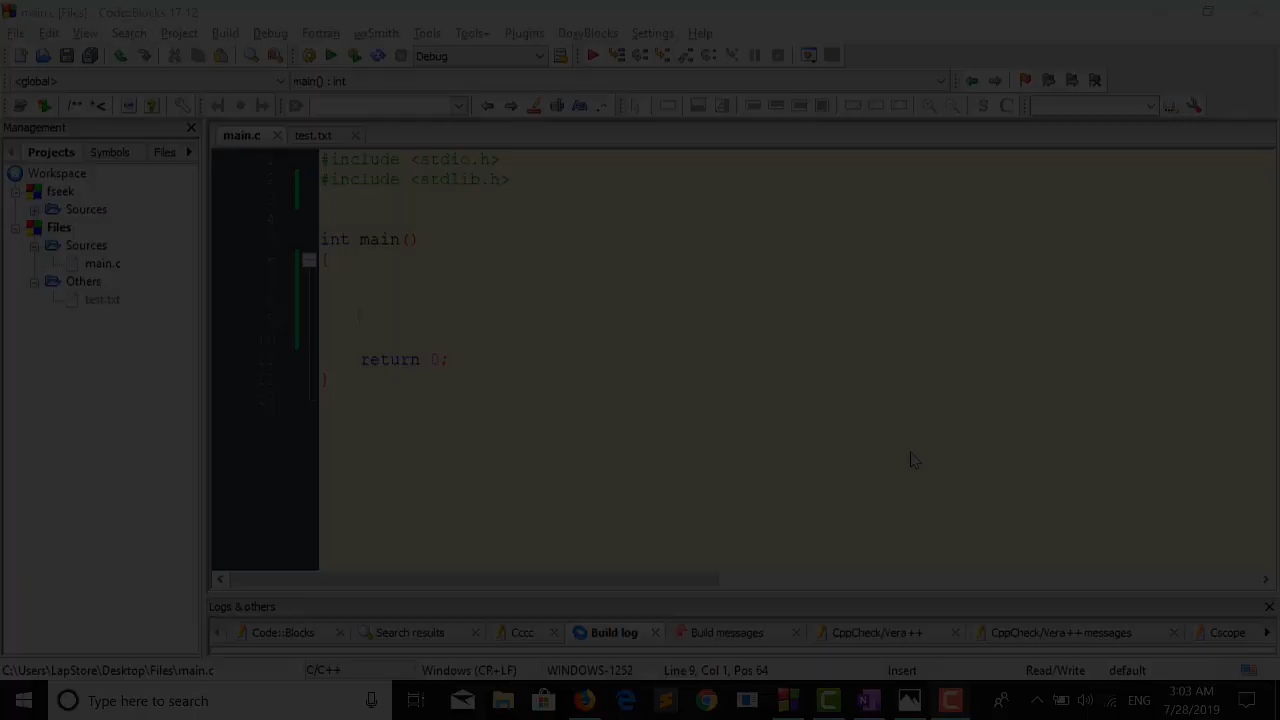 main.c [Files] - Code::Blocks 17.12
File Edit View Search Project Build Debug Fortran wxSmith Tools Tools+ Plugins DoxyBlocks Settings Help
Debug
<global> main() : int
/** *<
S C
Management
main.c test.txt
Projects Symbols Files
Workspace
fseek
Sources
Files
Sources
main.c
Others
test.txt
#include <stdio.h>
#include <stdlib.h>
int main()
{
return 0;
}
Logs & others
Code::Blocks Search results Cccc Build log Build messages CppCheck/Vera++ CppCheck/Vera++ messages Cscope
C:\Users\LapStore\Desktop\Files\main.c C/C++ Windows (CR+LF) WINDOWS-1252 Line 9, Col 1, Pos 64 Insert Read/Write default
Type here to search
ENG
3:03 AM
7/28/2019